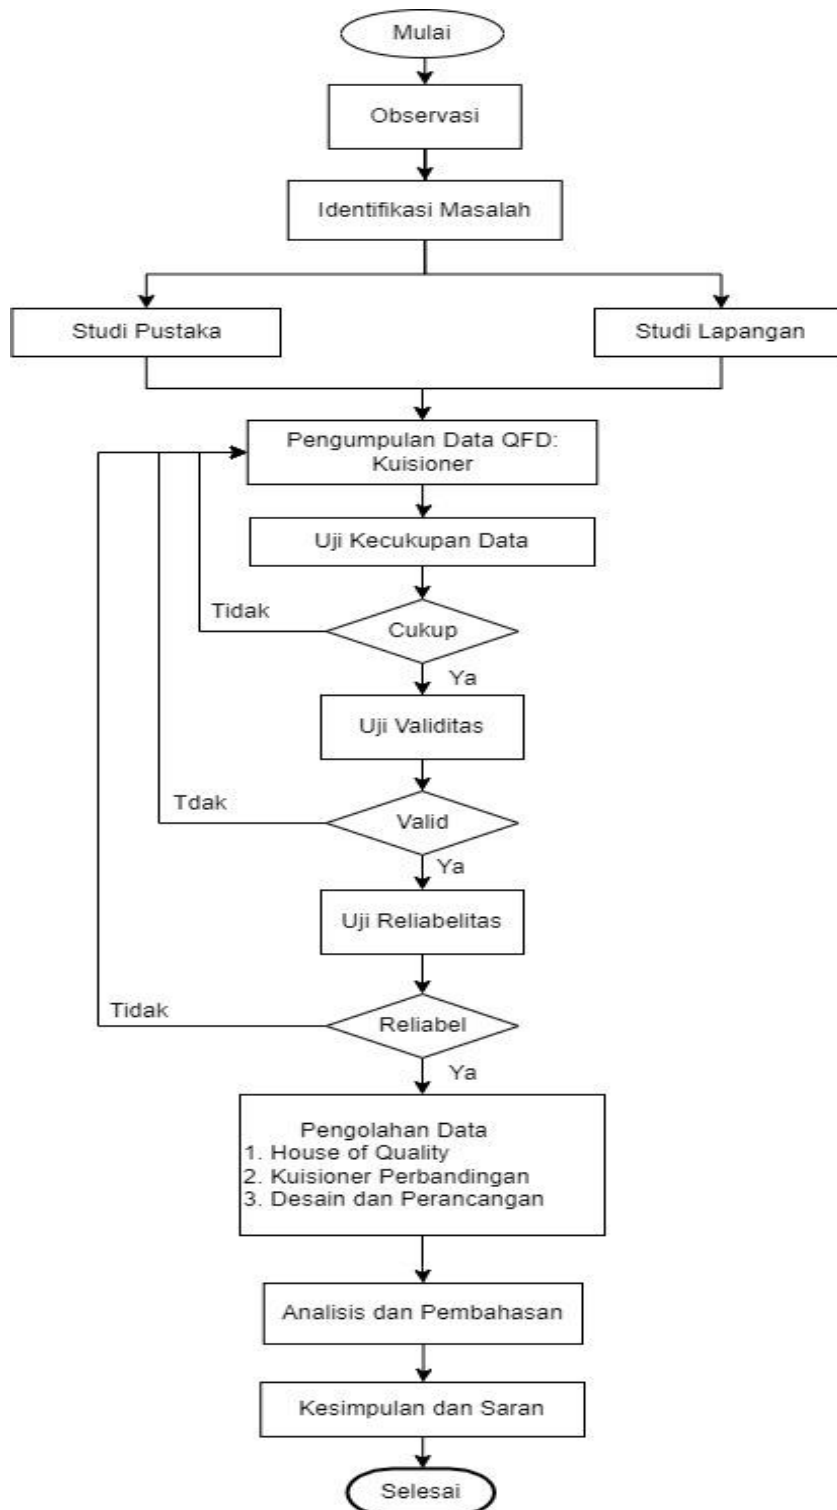 Mulai
Observasi
Identifikasi Masalah
Studi Pustaka
Studi Lapangan
Pengumpulan Data QFD:
Kuisioner
Uji Kecukupan Data
Tidak
Cukup
Ya
Uji Validitas
Tdak
Valid
Ya
Uji Reliabelitas
Tidak
Reliabel
Ya
Pengolahan Data
1. House of Quality
2. Kuisioner Perbandingan
3. Desain dan Perancangan
Analisis dan Pembahasan
Kesimpulan dan Saran
Selesai